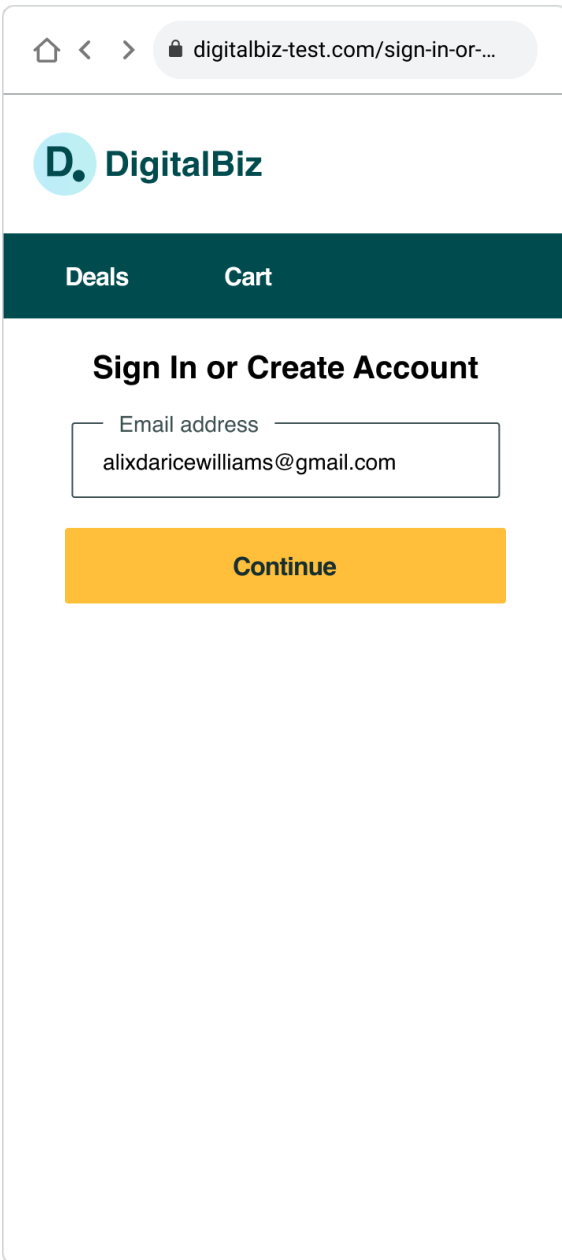 digitalbiz-test.com/sign-in-or-...
D. DigitalBiz
Deals Cart
Sign In or Create Account
Email address
alixdaricewilliams@gmail.com
Continue